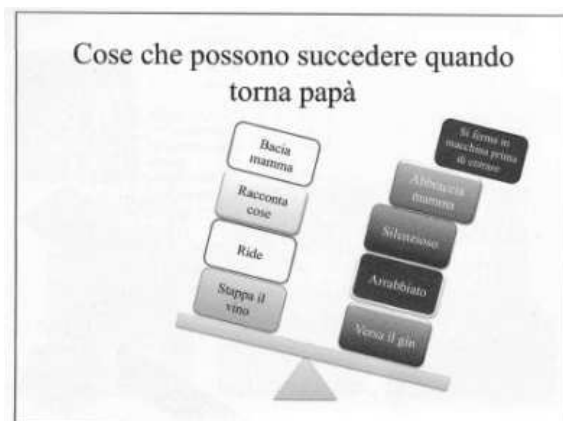 Cose che possono succedere quando
torna papà
Bacia
mamma
Racconta
cose
Ride
Stappa il
vino
Si ferma in
macchina prima
di entrare
Abbraccia
mamma
Silenzioso
Arrabbiato
Versa il gin